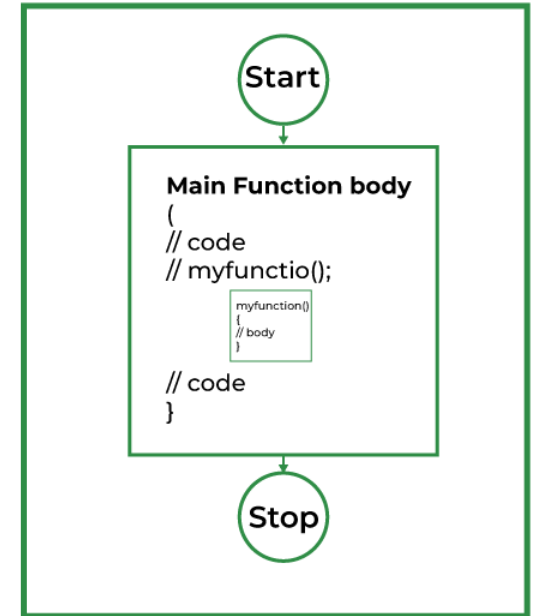 Start
Main Function body
(
// code
// myfunctio();
myfunction()
{
// body
}
// code
}
Stop